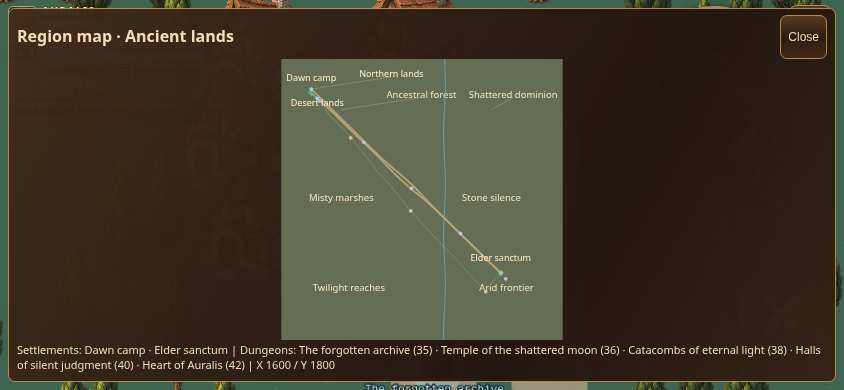 Region map · Ancient lands
Close
Dawn camp
Northern lands
Desert lands
Ancestral forest
Shattered dominion
Misty marshes
Stone silence
Elder sanctum
Twilight reaches
Arid frontier
Settlements: Dawn camp · Elder sanctum | Dungeons: The forgotten archive (35) · Temple of the shattered moon (36) · Catacombs of eternal light (38) · Halls
of silent judgment (40) · Heart of Auralis (42) | X 1600 / Y 1800
The forgotten archive